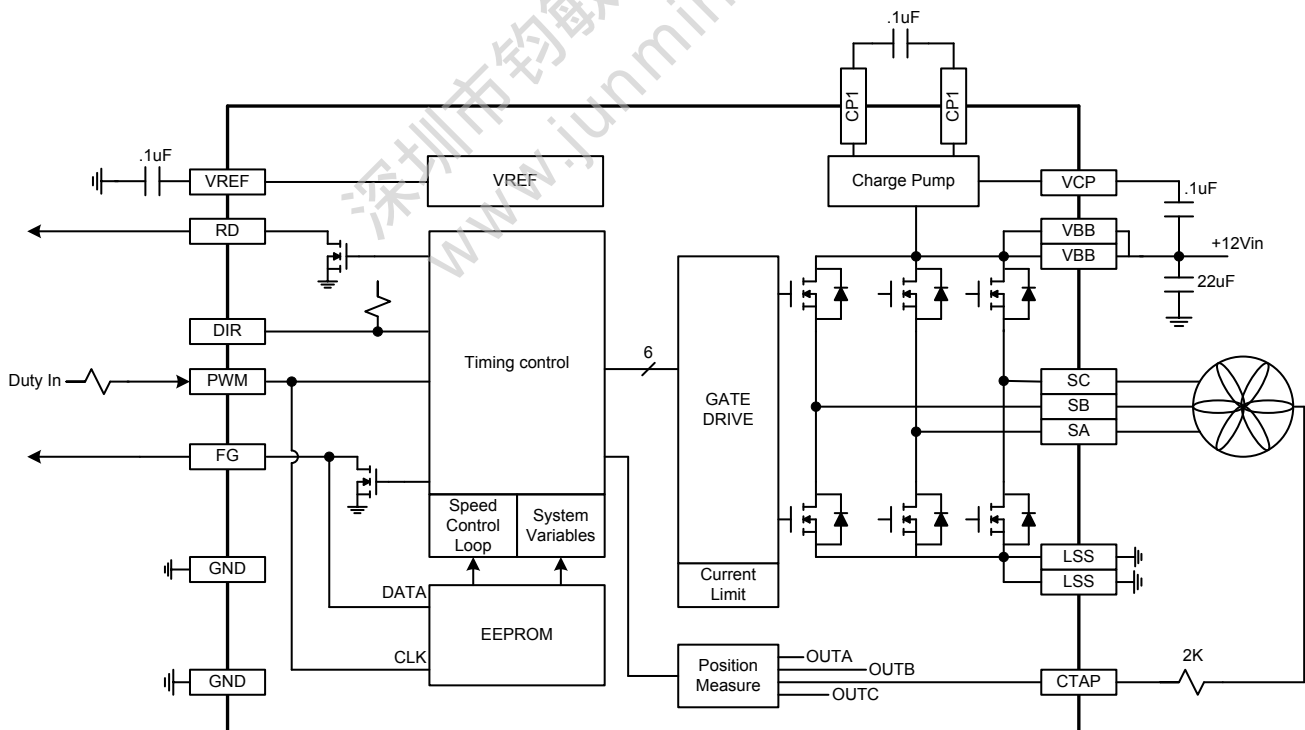 深圳市钧敏
www.junmin
.1uF
CP1
CP1
.1uF
VREF
VREF
Charge Pump
VCP
.1uF
RD
VBB
VBB
+12Vin
22uF
DIR
Timing control
6
Duty In
PWM
GATE
DRIVE
SC
SB
SA
FG
Speed
Control
Loop
System
Variables
Current
Limit
LSS
LSS
GND
DATA
EEPROM
CLK
GND
Position
Measure
OUTA
OUTB
OUTC
CTAP
2K